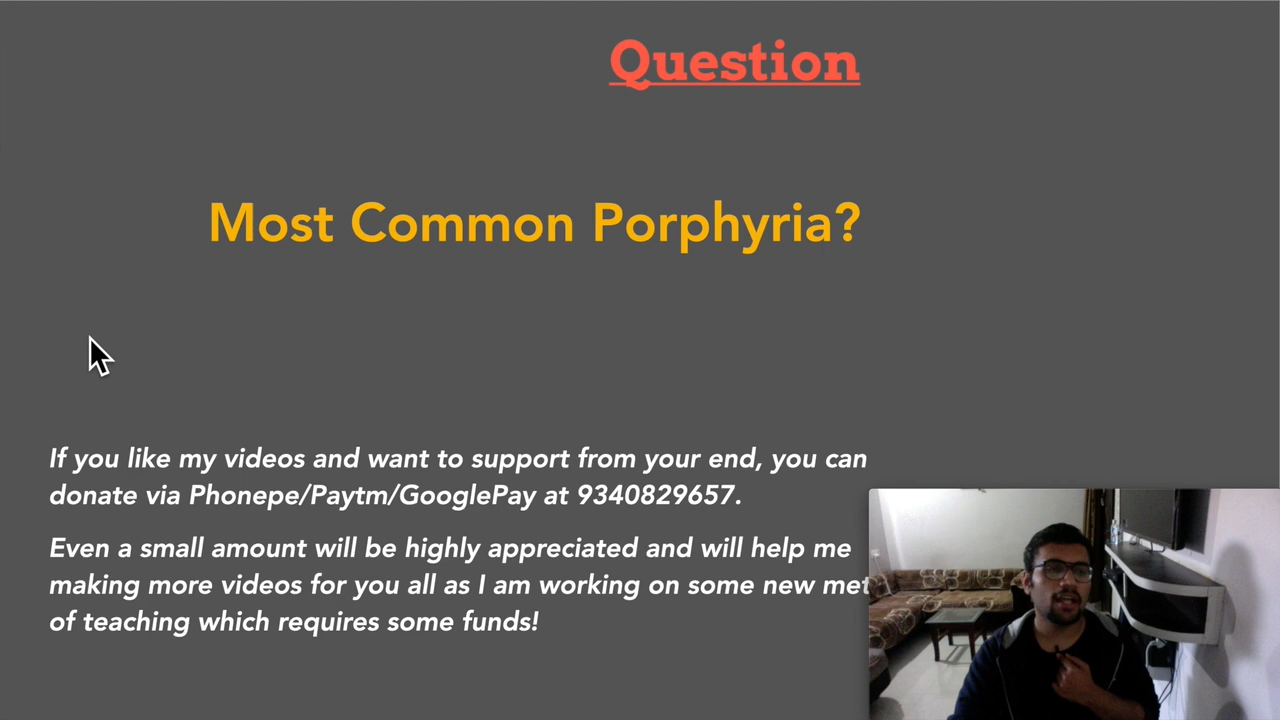 Question
Most Common Porphyria?
If you like my videos and want to support from your end, you can
donate via Phonepe/Paytm/GooglePay at 9340829657.
Even a small amount will be highly appreciated and will help me
making more videos for you all as I am working on some new
of teaching which requires some funds!